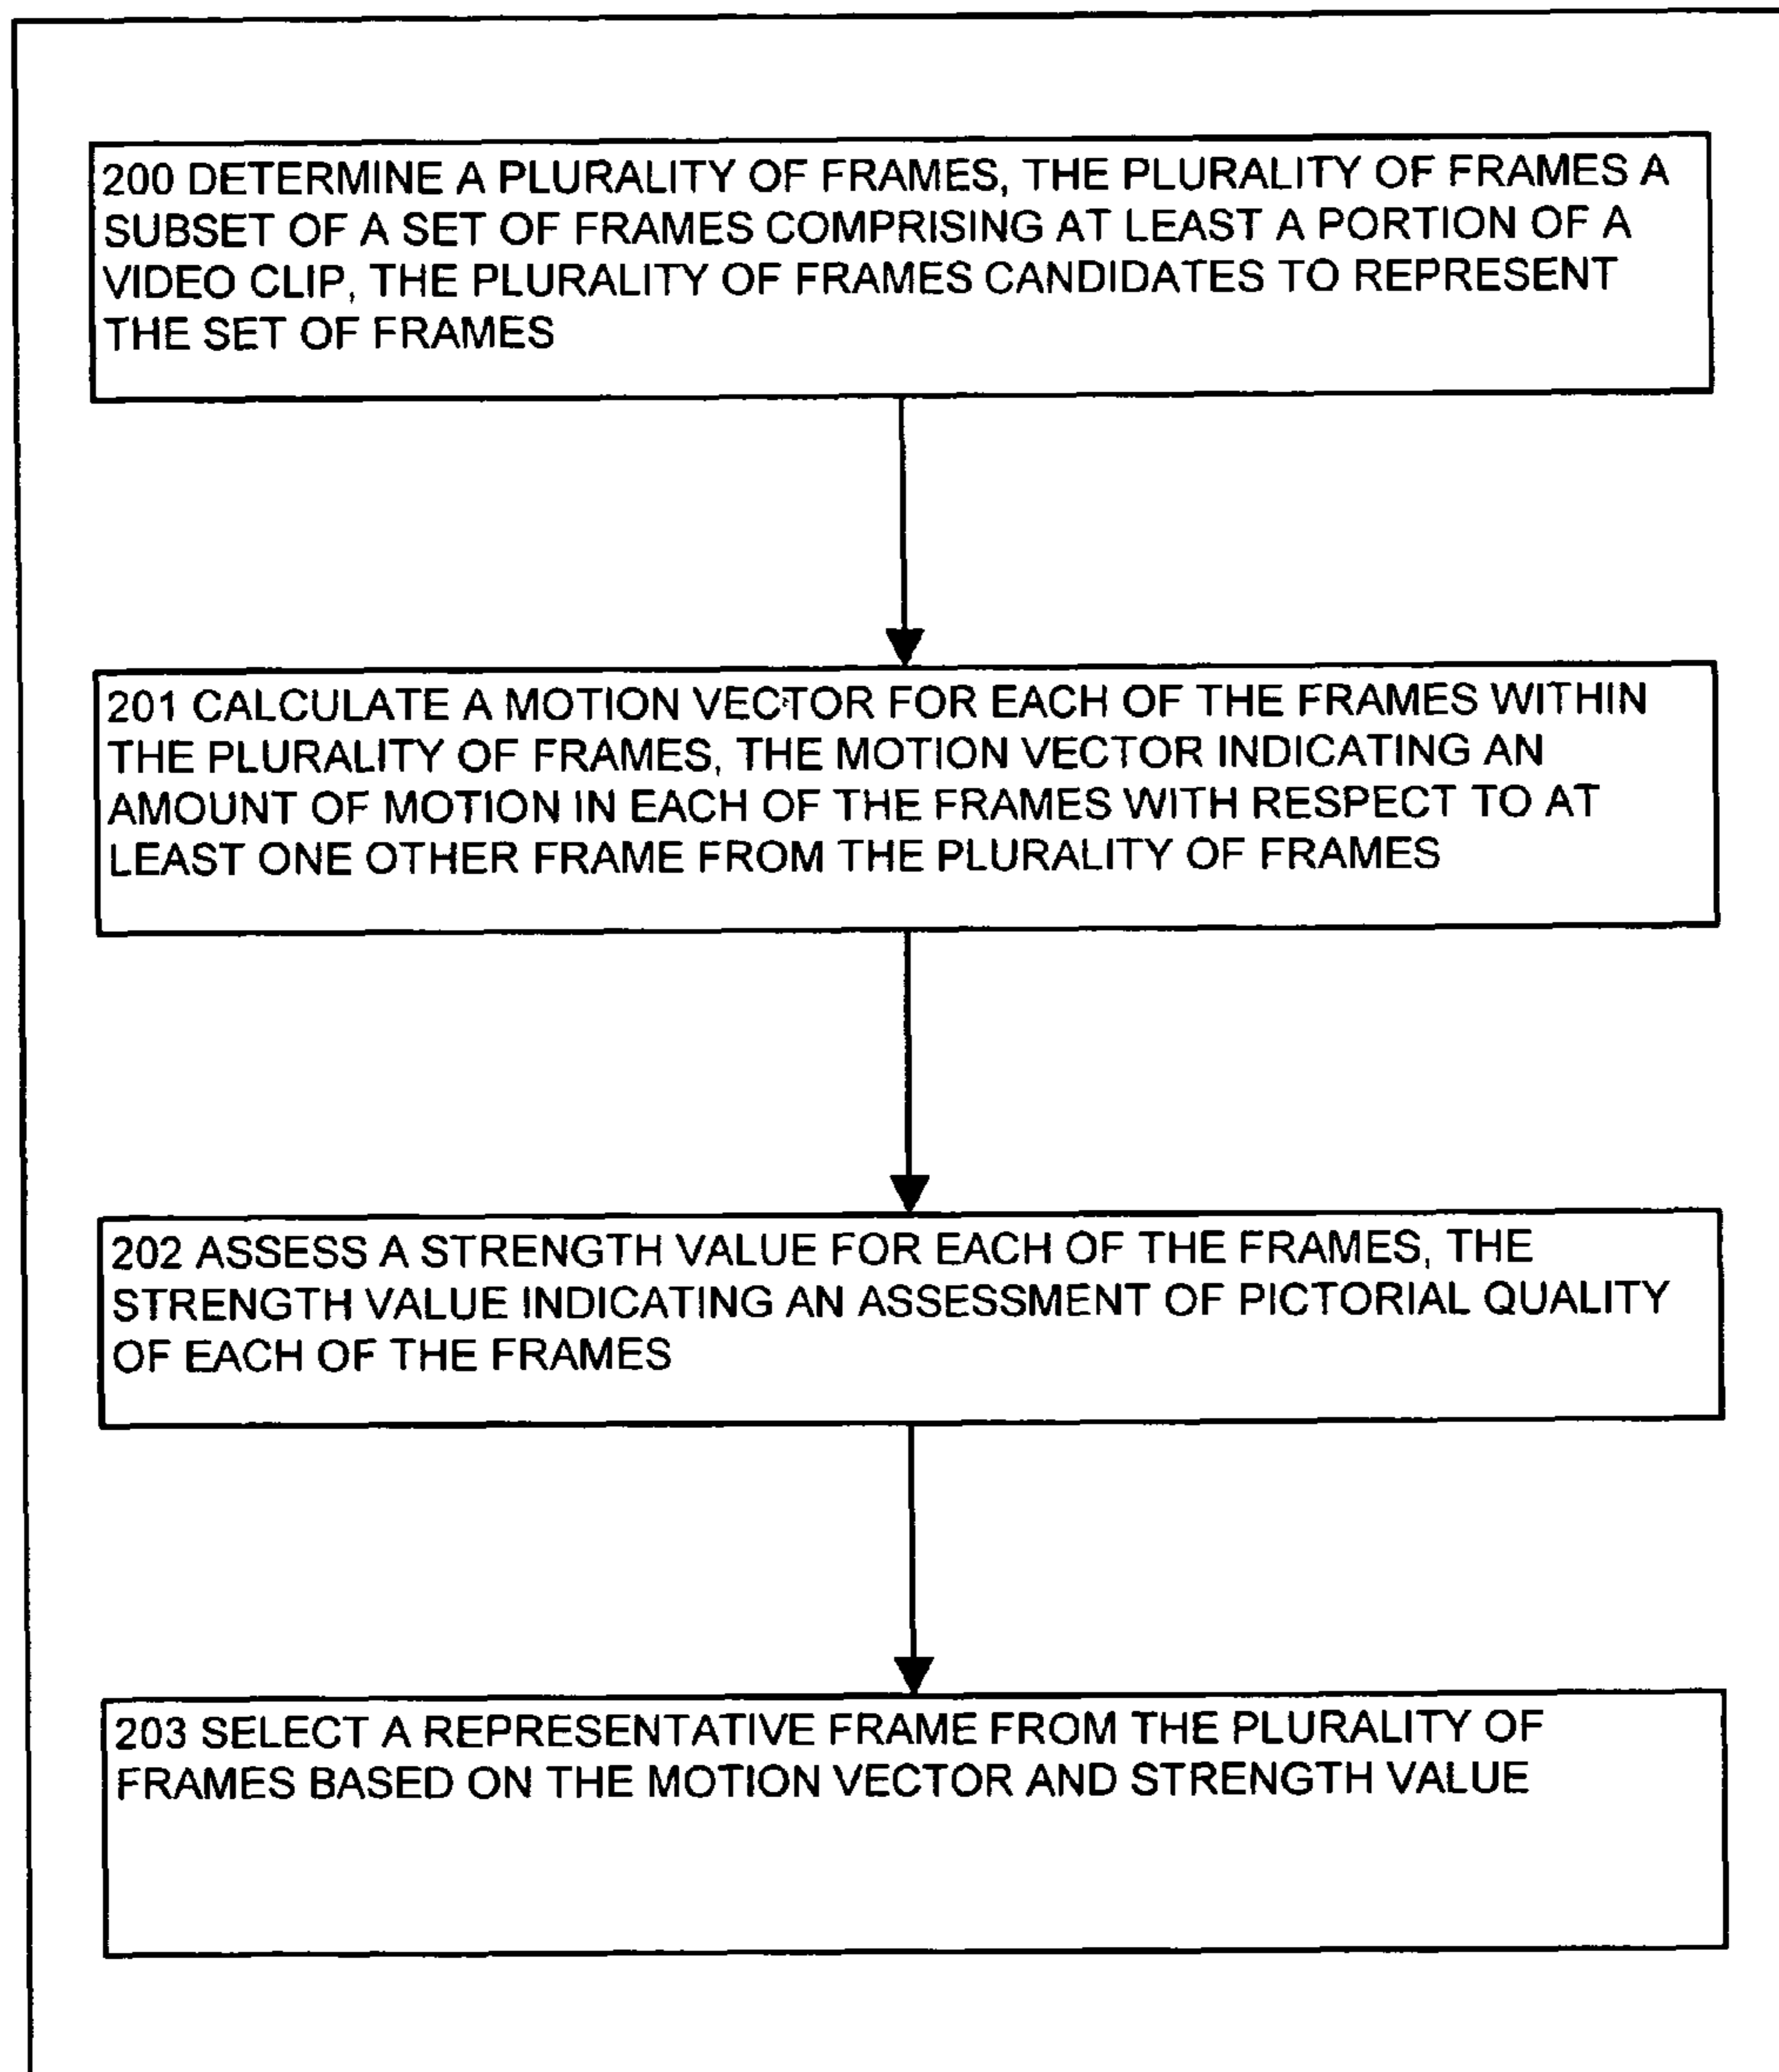 200 DETERMINE A PLURALITY OF FRAMES, THE PLURALITY OF FRAMES A
SUBSET OF A SET OF FRAMES COMPRISING AT LEAST A PORTION OF A
VIDEO CLIP, THE PLURALITY OF FRAMES CANDIDATES TO REPRESENT
THE SET OF FRAMES
201 CALCULATE A MOTION VECTOR FOR EACH OF THE FRAMES WITHIN
THE PLURALITY OF FRAMES, THE MOTION VECTOR INDICATING AN
AMOUNT OF MOTION IN EACH OF THE FRAMES WITH RESPECT TO AT
LEAST ONE OTHER FRAME FROM THE PLURALITY OF FRAMES
202 ASSESS A STRENGTH VALUE FOR EACH OF THE FRAMES, THE
STRENGTH VALUE INDICATING AN ASSESSMENT OF PICTORIAL QUALITY
OF EACH OF THE FRAMES
203 SELECT A REPRESENTATIVE FRAME FROM THE PLURALITY OF
FRAMES BASED ON THE MOTION VECTOR AND STRENGTH VALUE